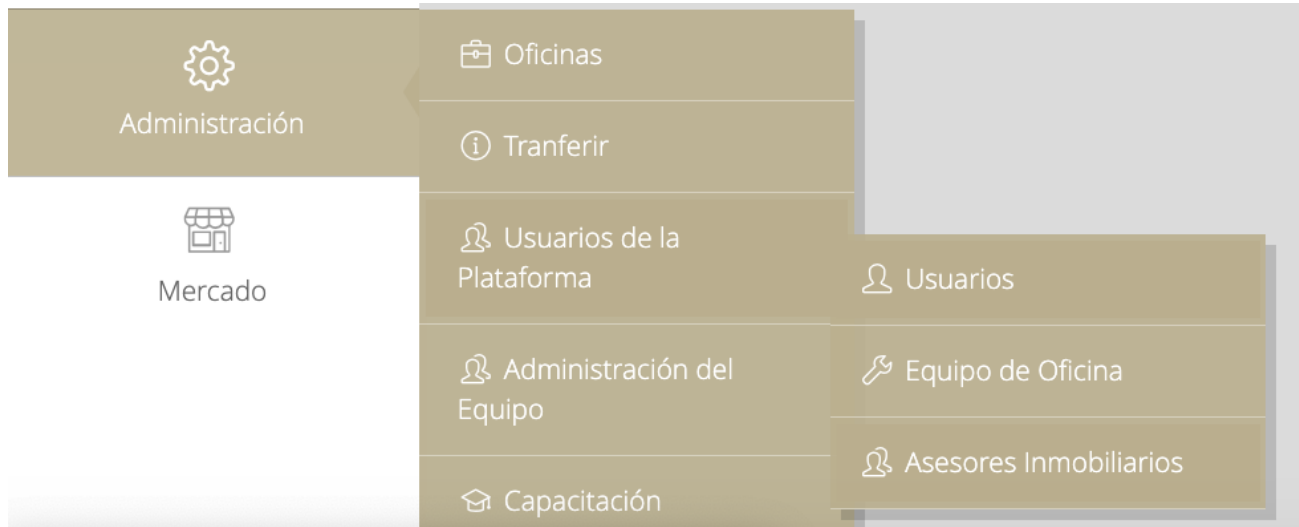 Administración
Mercado
Oficinas
Tranferir
Usuarios de la
Plataforma
Administración del
Equipo
Capacitación
Usuarios
Equipo de Oficina
Asesores Inmobiliarios